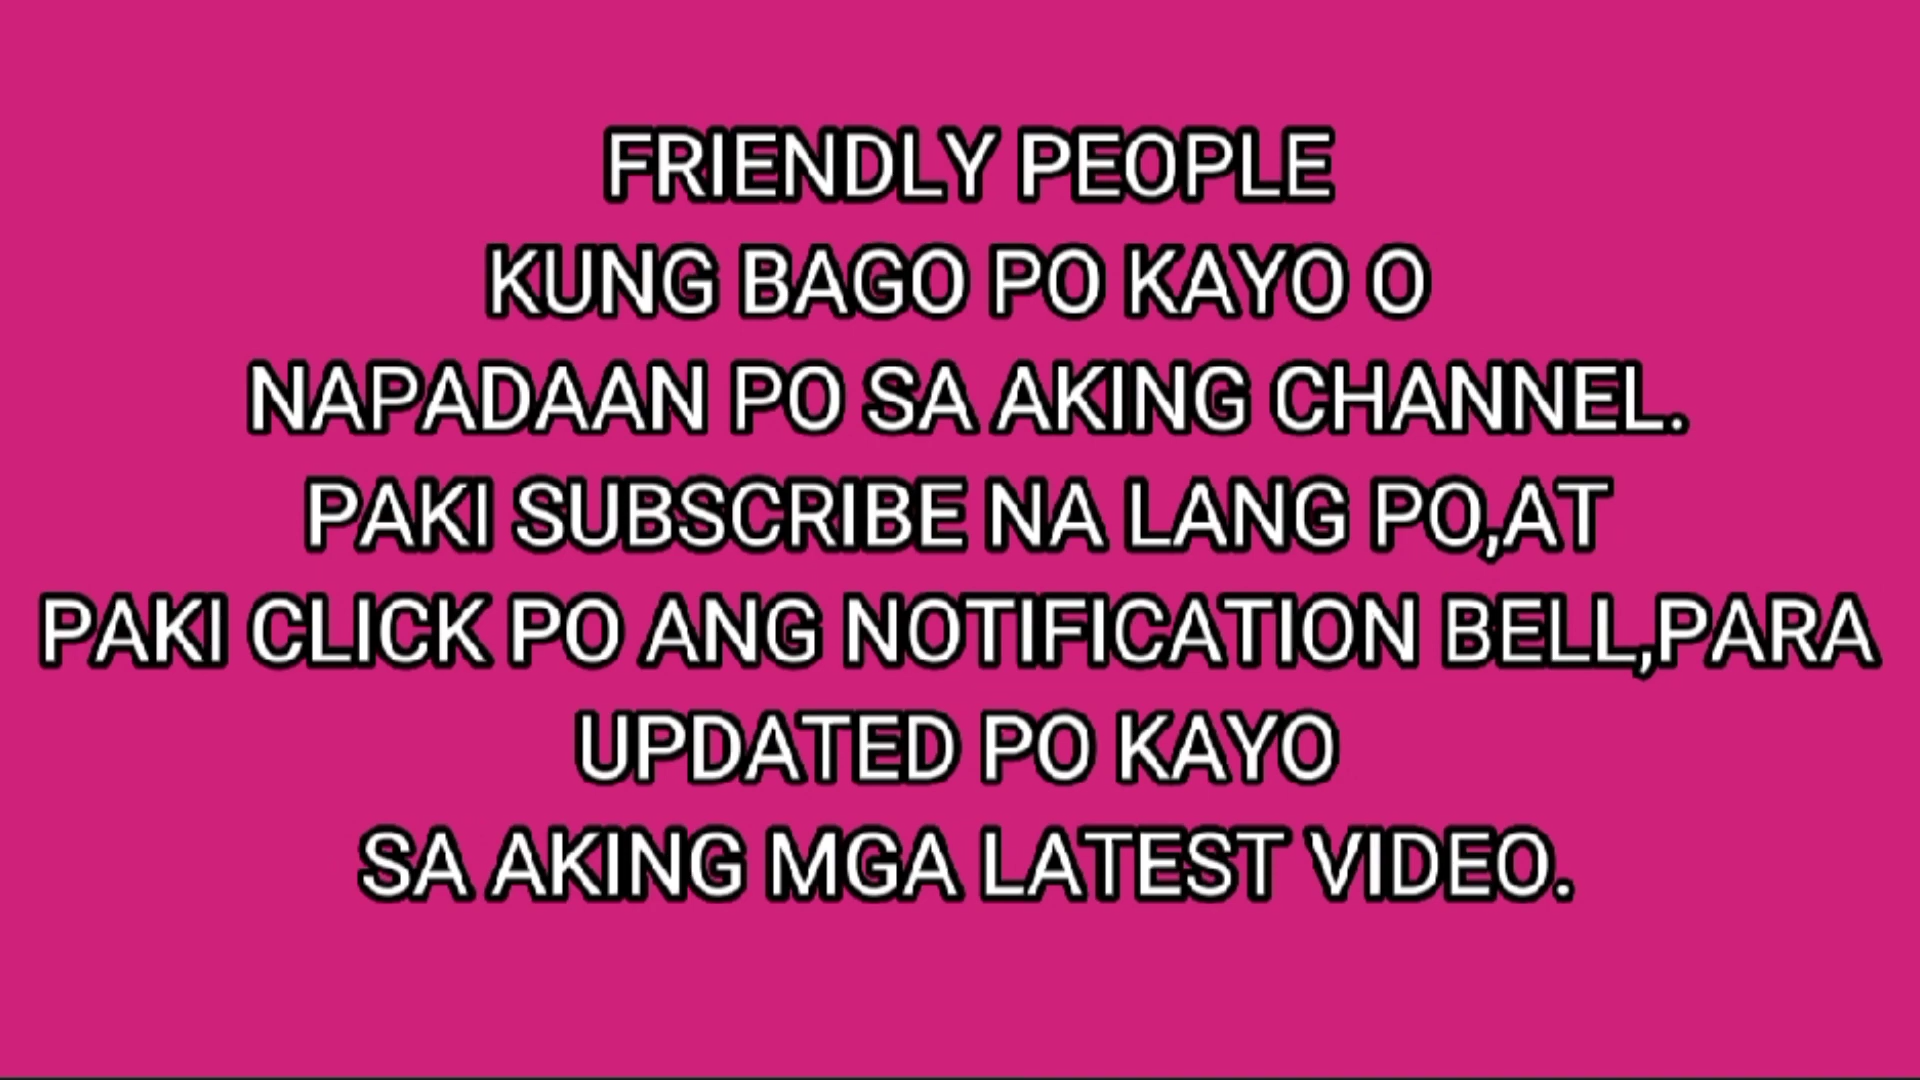 FRIENDLY PEOPLE
KUNG BAGO PO KAYO O
NAPADAAN PO SA AKING CHANNEL.
PAKI SUBSCRIBE NA LANG PO,AT
PAKI CLICK PO ANG NOTIFICATION BELL,PARA
UPDATED PO KAYO
SA AKING MGA LATEST VIDEO.